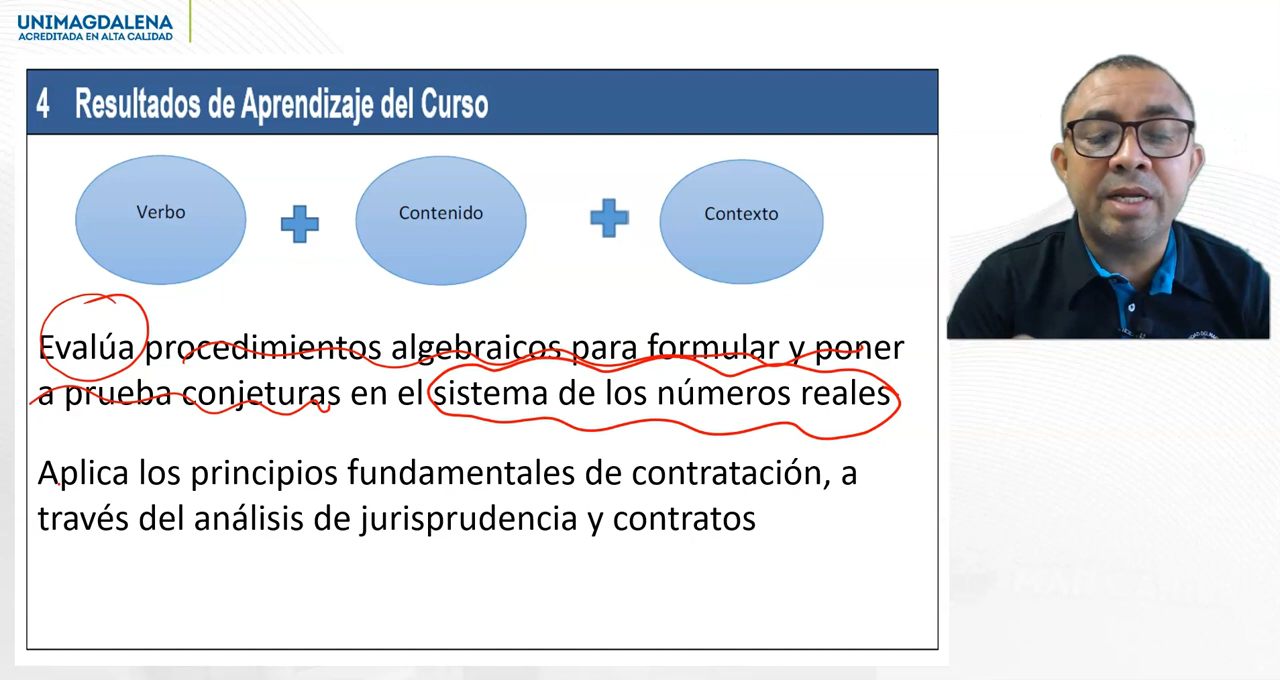 UNIMAGDALENA
ACREDITADA EN ALTA CALIDAD
4 Resultados de Aprendizaje del Curso
Verbo
Contenido
Contexto
Evalúa procedimientos algebraicos para formular y poner
a prueba conjeturas en el sistema de los números reales
Aplica los principios fundamentales de contratación, a
través del análisis de jurisprudencia y contratos